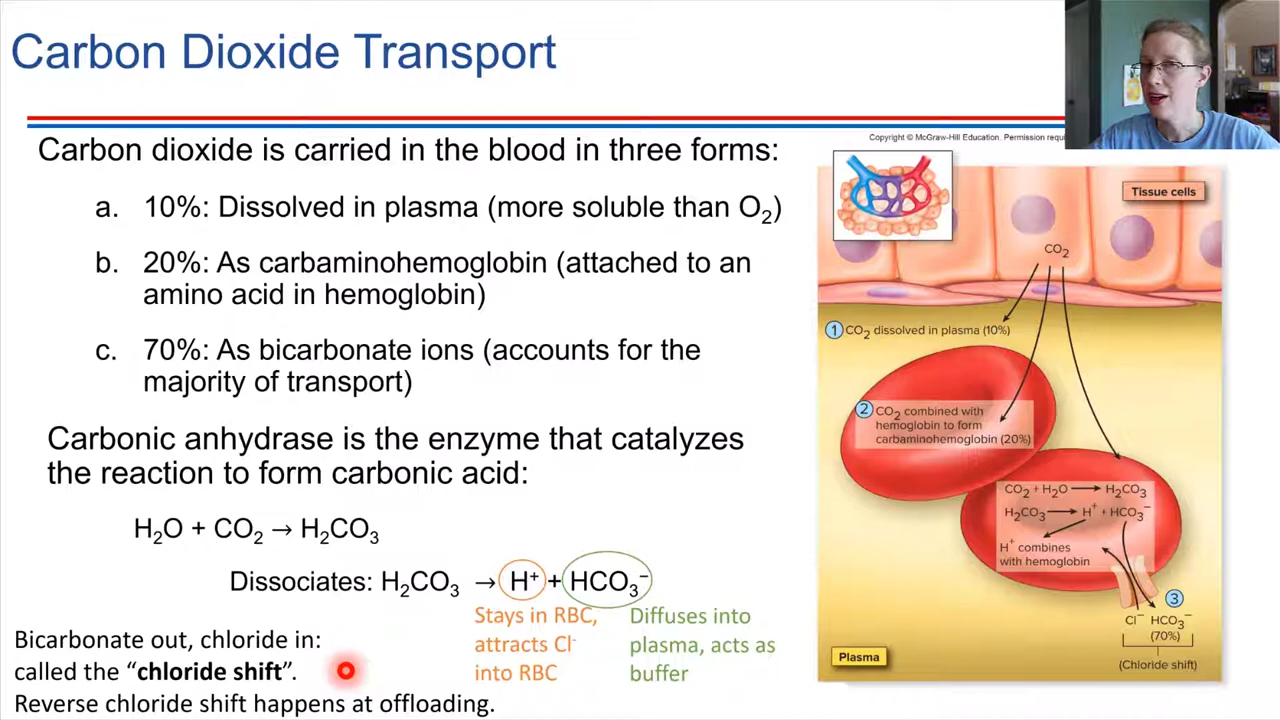 Carbon Dioxide Transport
Carbon dioxide is carried in the blood in three forms:
a. 10%: Dissolved in plasma (more soluble than O₂)
b. 20%: As carbaminohemoglobin (attached to an
amino acid in hemoglobin)
c. 70%: As bicarbonate ions (accounts for the
majority of transport)
Carbonic anhydrase is the enzyme that catalyzes
the reaction to form carbonic acid:
H₂O + CO₂ → H₂CO₃
Dissociates: H₂CO₃ → H⁺ + HCO₃⁻
Stays in RBC,
attracts Cl⁻
into RBC
Diffuses into
plasma, acts as
buffer
Bicarbonate out, chloride in:
called the “chloride shift”.
Reverse chloride shift happens at offloading.
Copyright © McGraw-Hill Education. Permission
Tissue cells
CO₂
1 CO₂ dissolved in plasma (10%)
2 CO₂ combined with
hemoglobin to form
carbaminohemoglobin (20%)
CO₂ + H₂O → H₂CO₃
H₂CO₃ → H⁺ + HCO₃⁻
H⁺ combines
with hemoglobin
3
Cl⁻ HCO₃⁻
(70%)
(Chloride shift)
Plasma